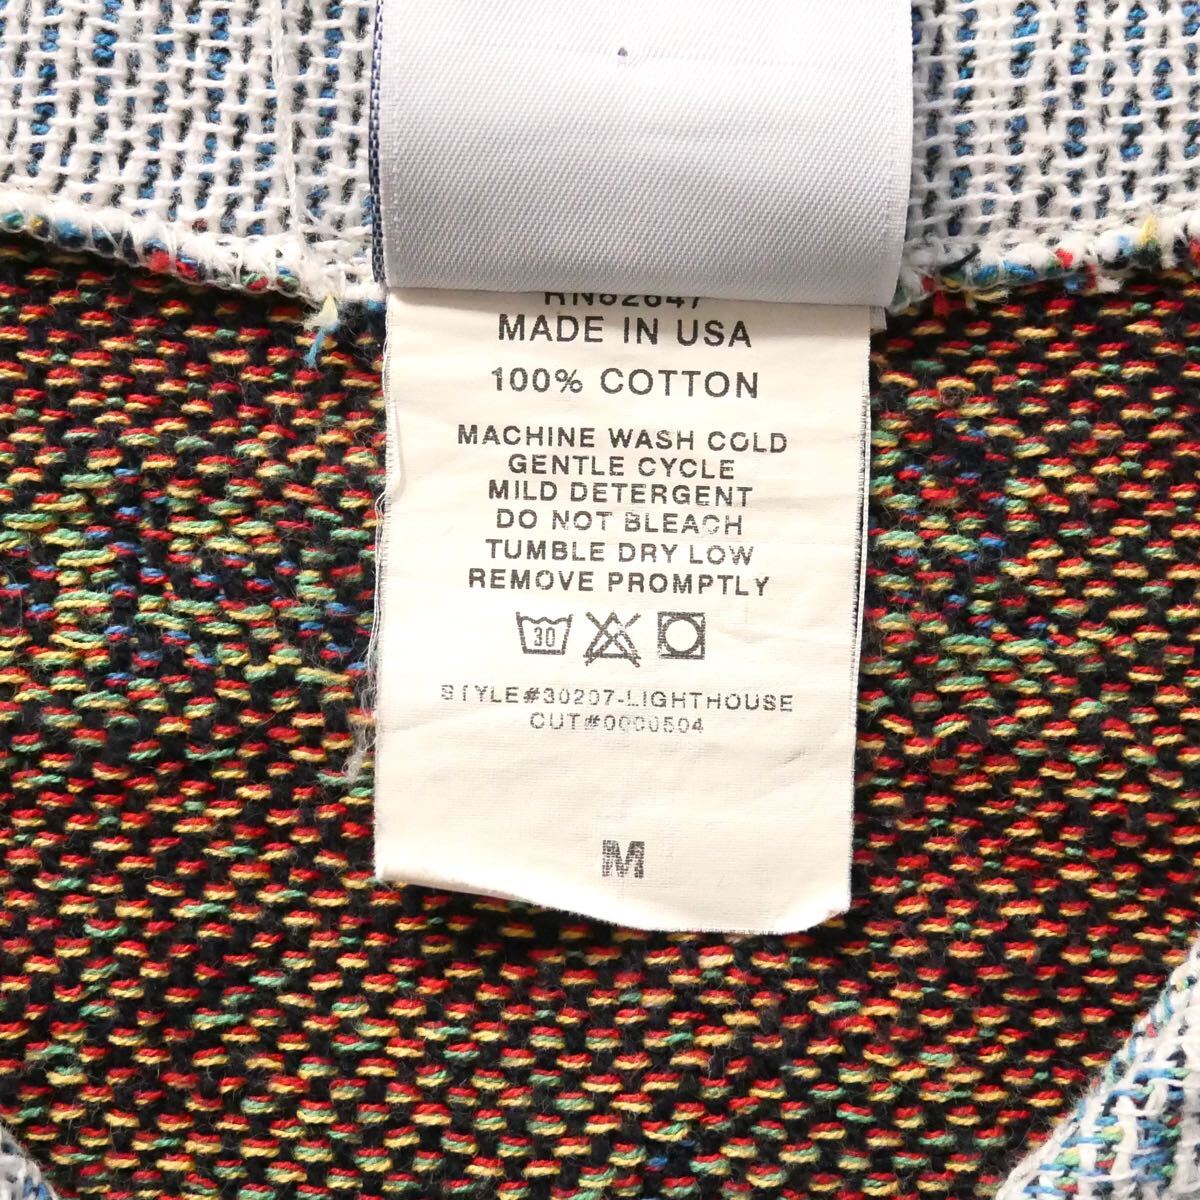 RN82647
MADE IN USA
100% COTTON
MACHINE WASH COLD
GENTLE CYCLE
MILD DETERGENT
DO NOT BLEACH
TUMBLE DRY LOW
REMOVE PROMPTLY
30
STYLE#30207-LIGHTHOUSE
CUT#0000504
M